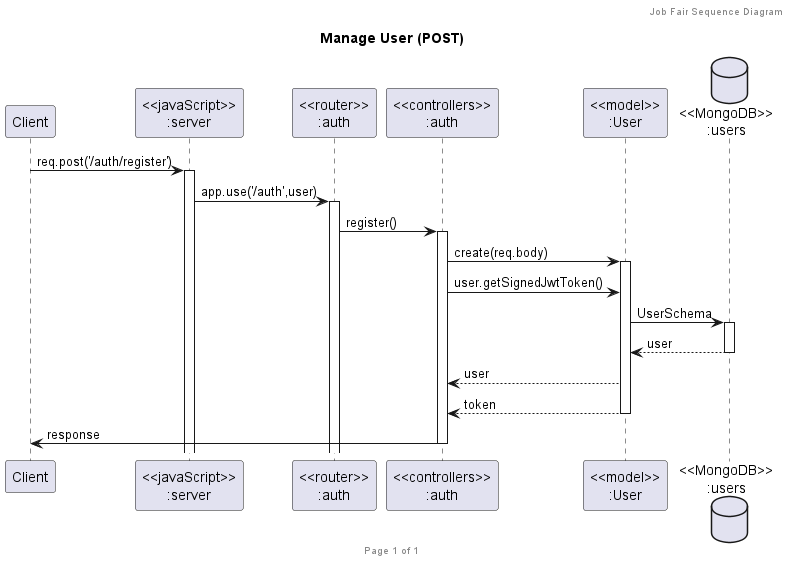 Job Fair Sequence Diagram
Manage User (POST)
Client
<<javaScript>>
:server
<<router>>
:auth
<<controllers>>
:auth
<<model>>
:User
<<MongoDB>>
:users
req.post('/auth/register')
app.use('/auth',user)
register()
create(req.body)
user.getSignedJwtToken()
UserSchema
user
user
token
response
Client
<<javaScript>>
:server
<<router>>
:auth
<<controllers>>
:auth
<<model>>
:User
<<MongoDB>>
:users
Page 1 of 1